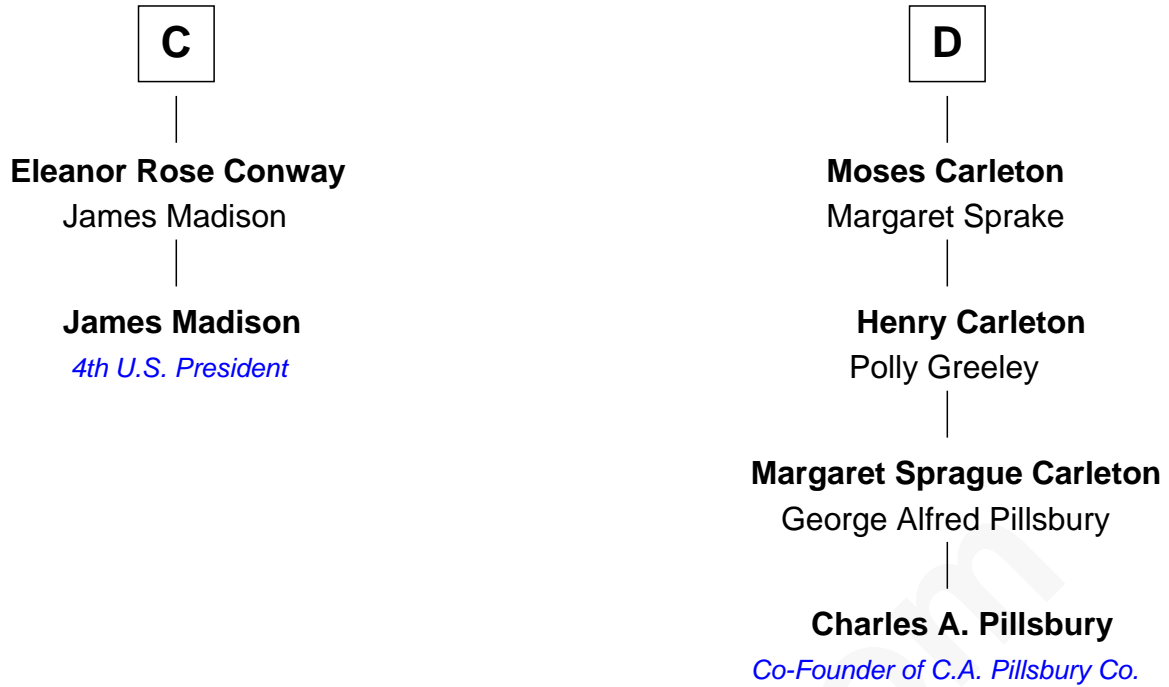 C
Eleanor Rose Conway
James Madison
James Madison
4th U.S. President
D
Moses Carleton
Margaret Sprake
Henry Carleton
Polly Greeley
Margaret Sprague Carleton
George Alfred Pillsbury
Charles A. Pillsbury
Co-Founder of C.A. Pillsbury Co.